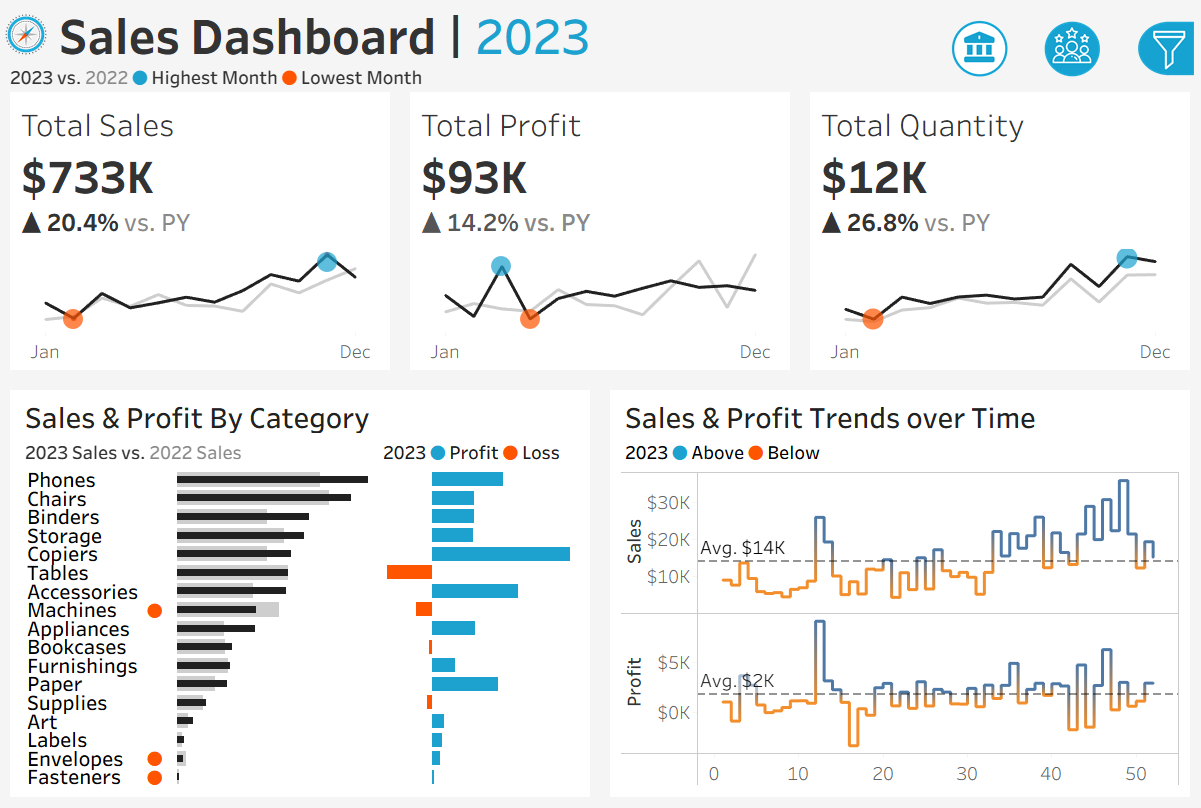 Sales Dashboard | 2023
2023 vs. 2022 Highest Month Lowest Month
Total Sales
$733K
▲ 20.4% vs. PY
Jan Dec
Total Profit
$93K
▲ 14.2% vs. PY
Jan Dec
Total Quantity
$12K
▲ 26.8% vs. PY
Jan Dec
Sales & Profit By Category
2023 Sales vs. 2022 Sales
2023 Profit Loss
Phones
Chairs
Binders
Storage
Copiers
Tables
Accessories
Machines
Appliances
Bookcases
Furnishings
Paper
Supplies
Art
Labels
Envelopes
Fasteners
Sales & Profit Trends over Time
2023 Above Below
Sales
$30K
$20K
$10K
Avg. $14K
Profit
$5K
$0K
Avg. $2K
0 10 20 30 40 50